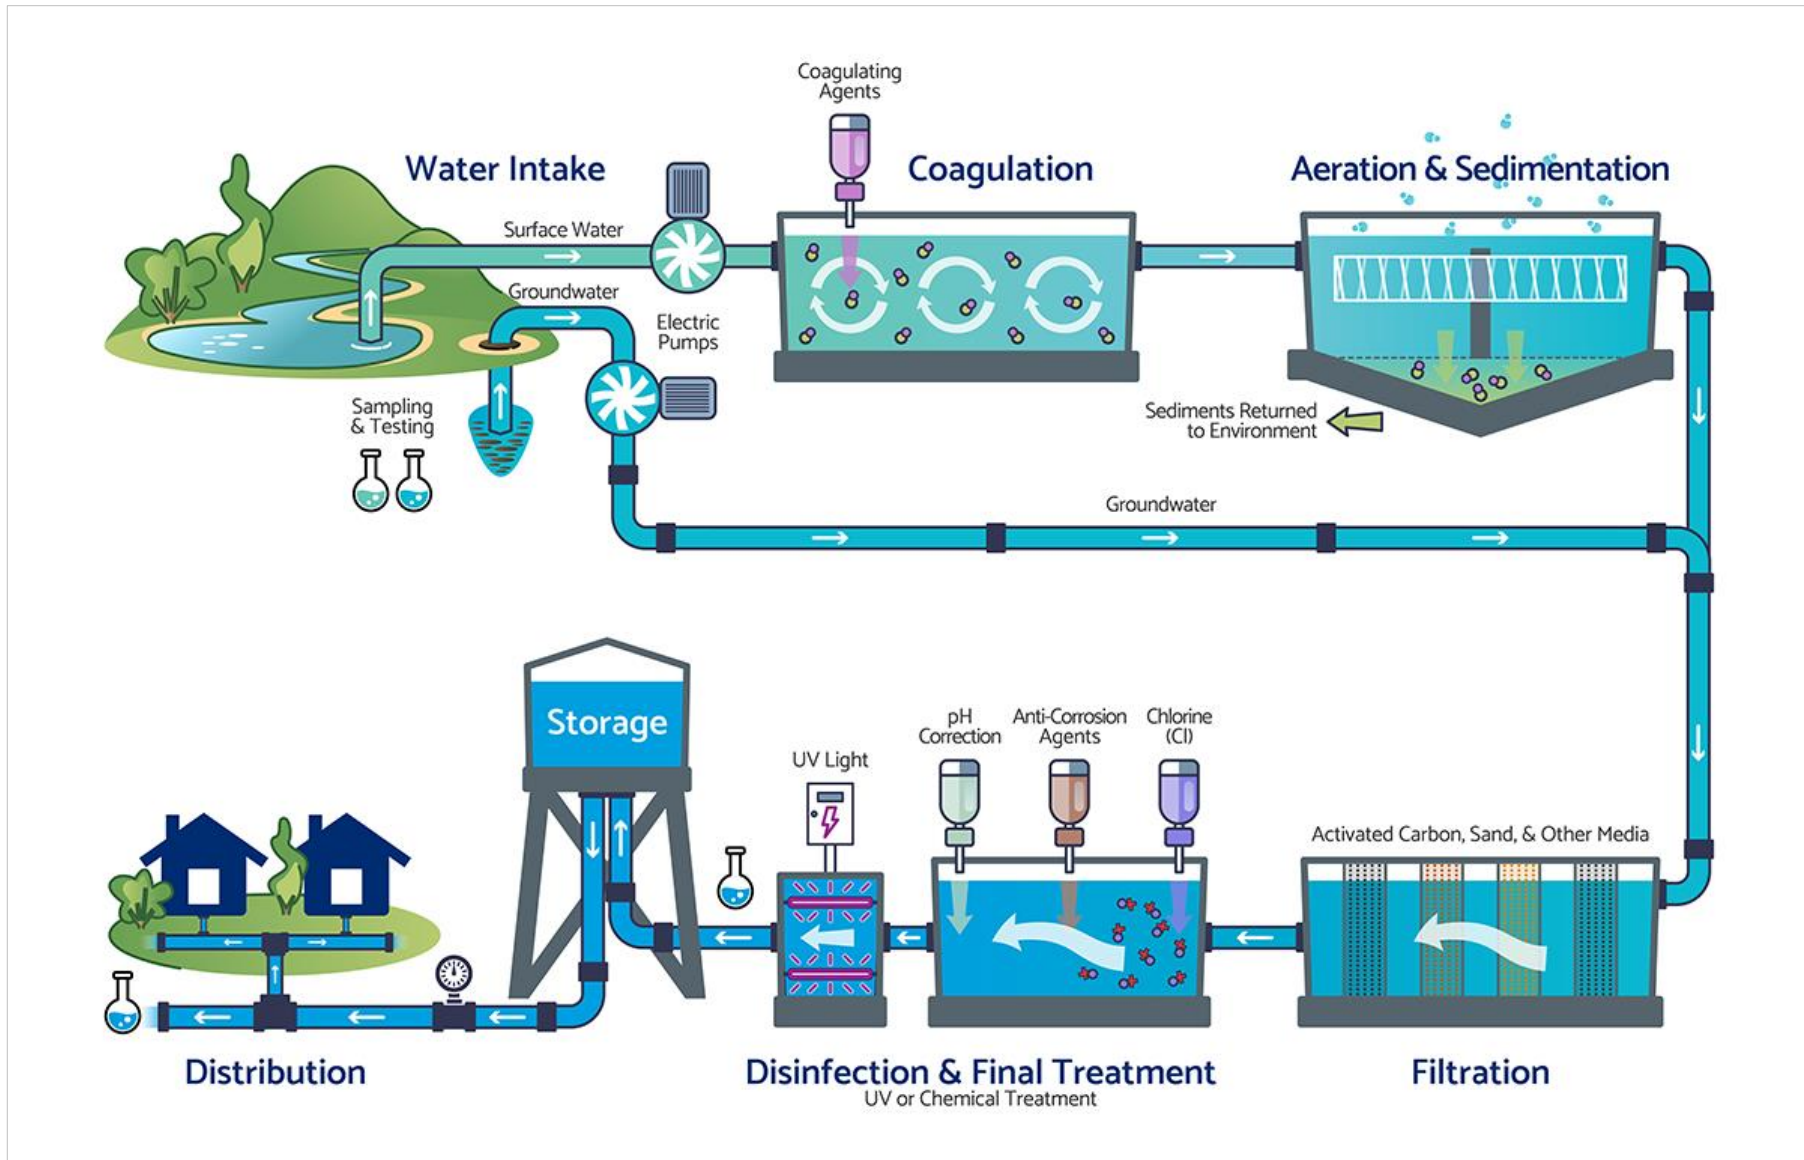 Coagulating
Agents
Water Intake
Coagulation
Aeration & Sedimentation
Surface Water
Groundwater
Electric
Pumps
Sampling
& Testing
Sediments Returned
to Environment
Groundwater
Storage
UV Light
pH
Correction
Anti-Corrosion
Agents
Chlorine
(Cl)
Activated Carbon, Sand, & Other Media
Distribution
Disinfection & Final Treatment
UV or Chemical Treatment
Filtration